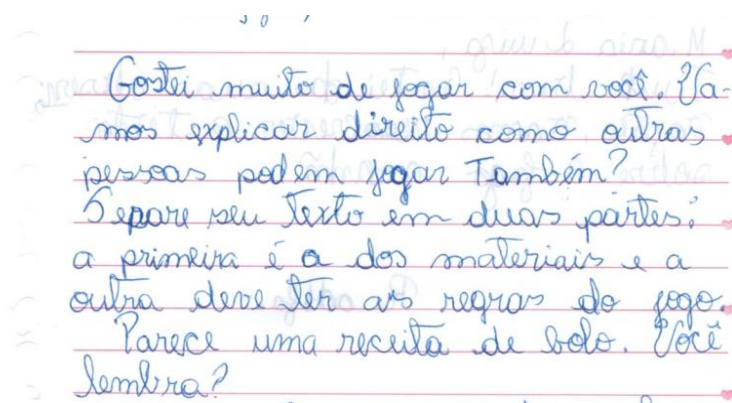 Gostei muito de jogar com você. Va-
mos explicar direito como outras
pessoas podem jogar também?
Separe seu texto em duas partes:
a primeira é a dos materiais e a
outra deve ter as regras do jogo.
Parece uma receita de bolo. Você
lembra?